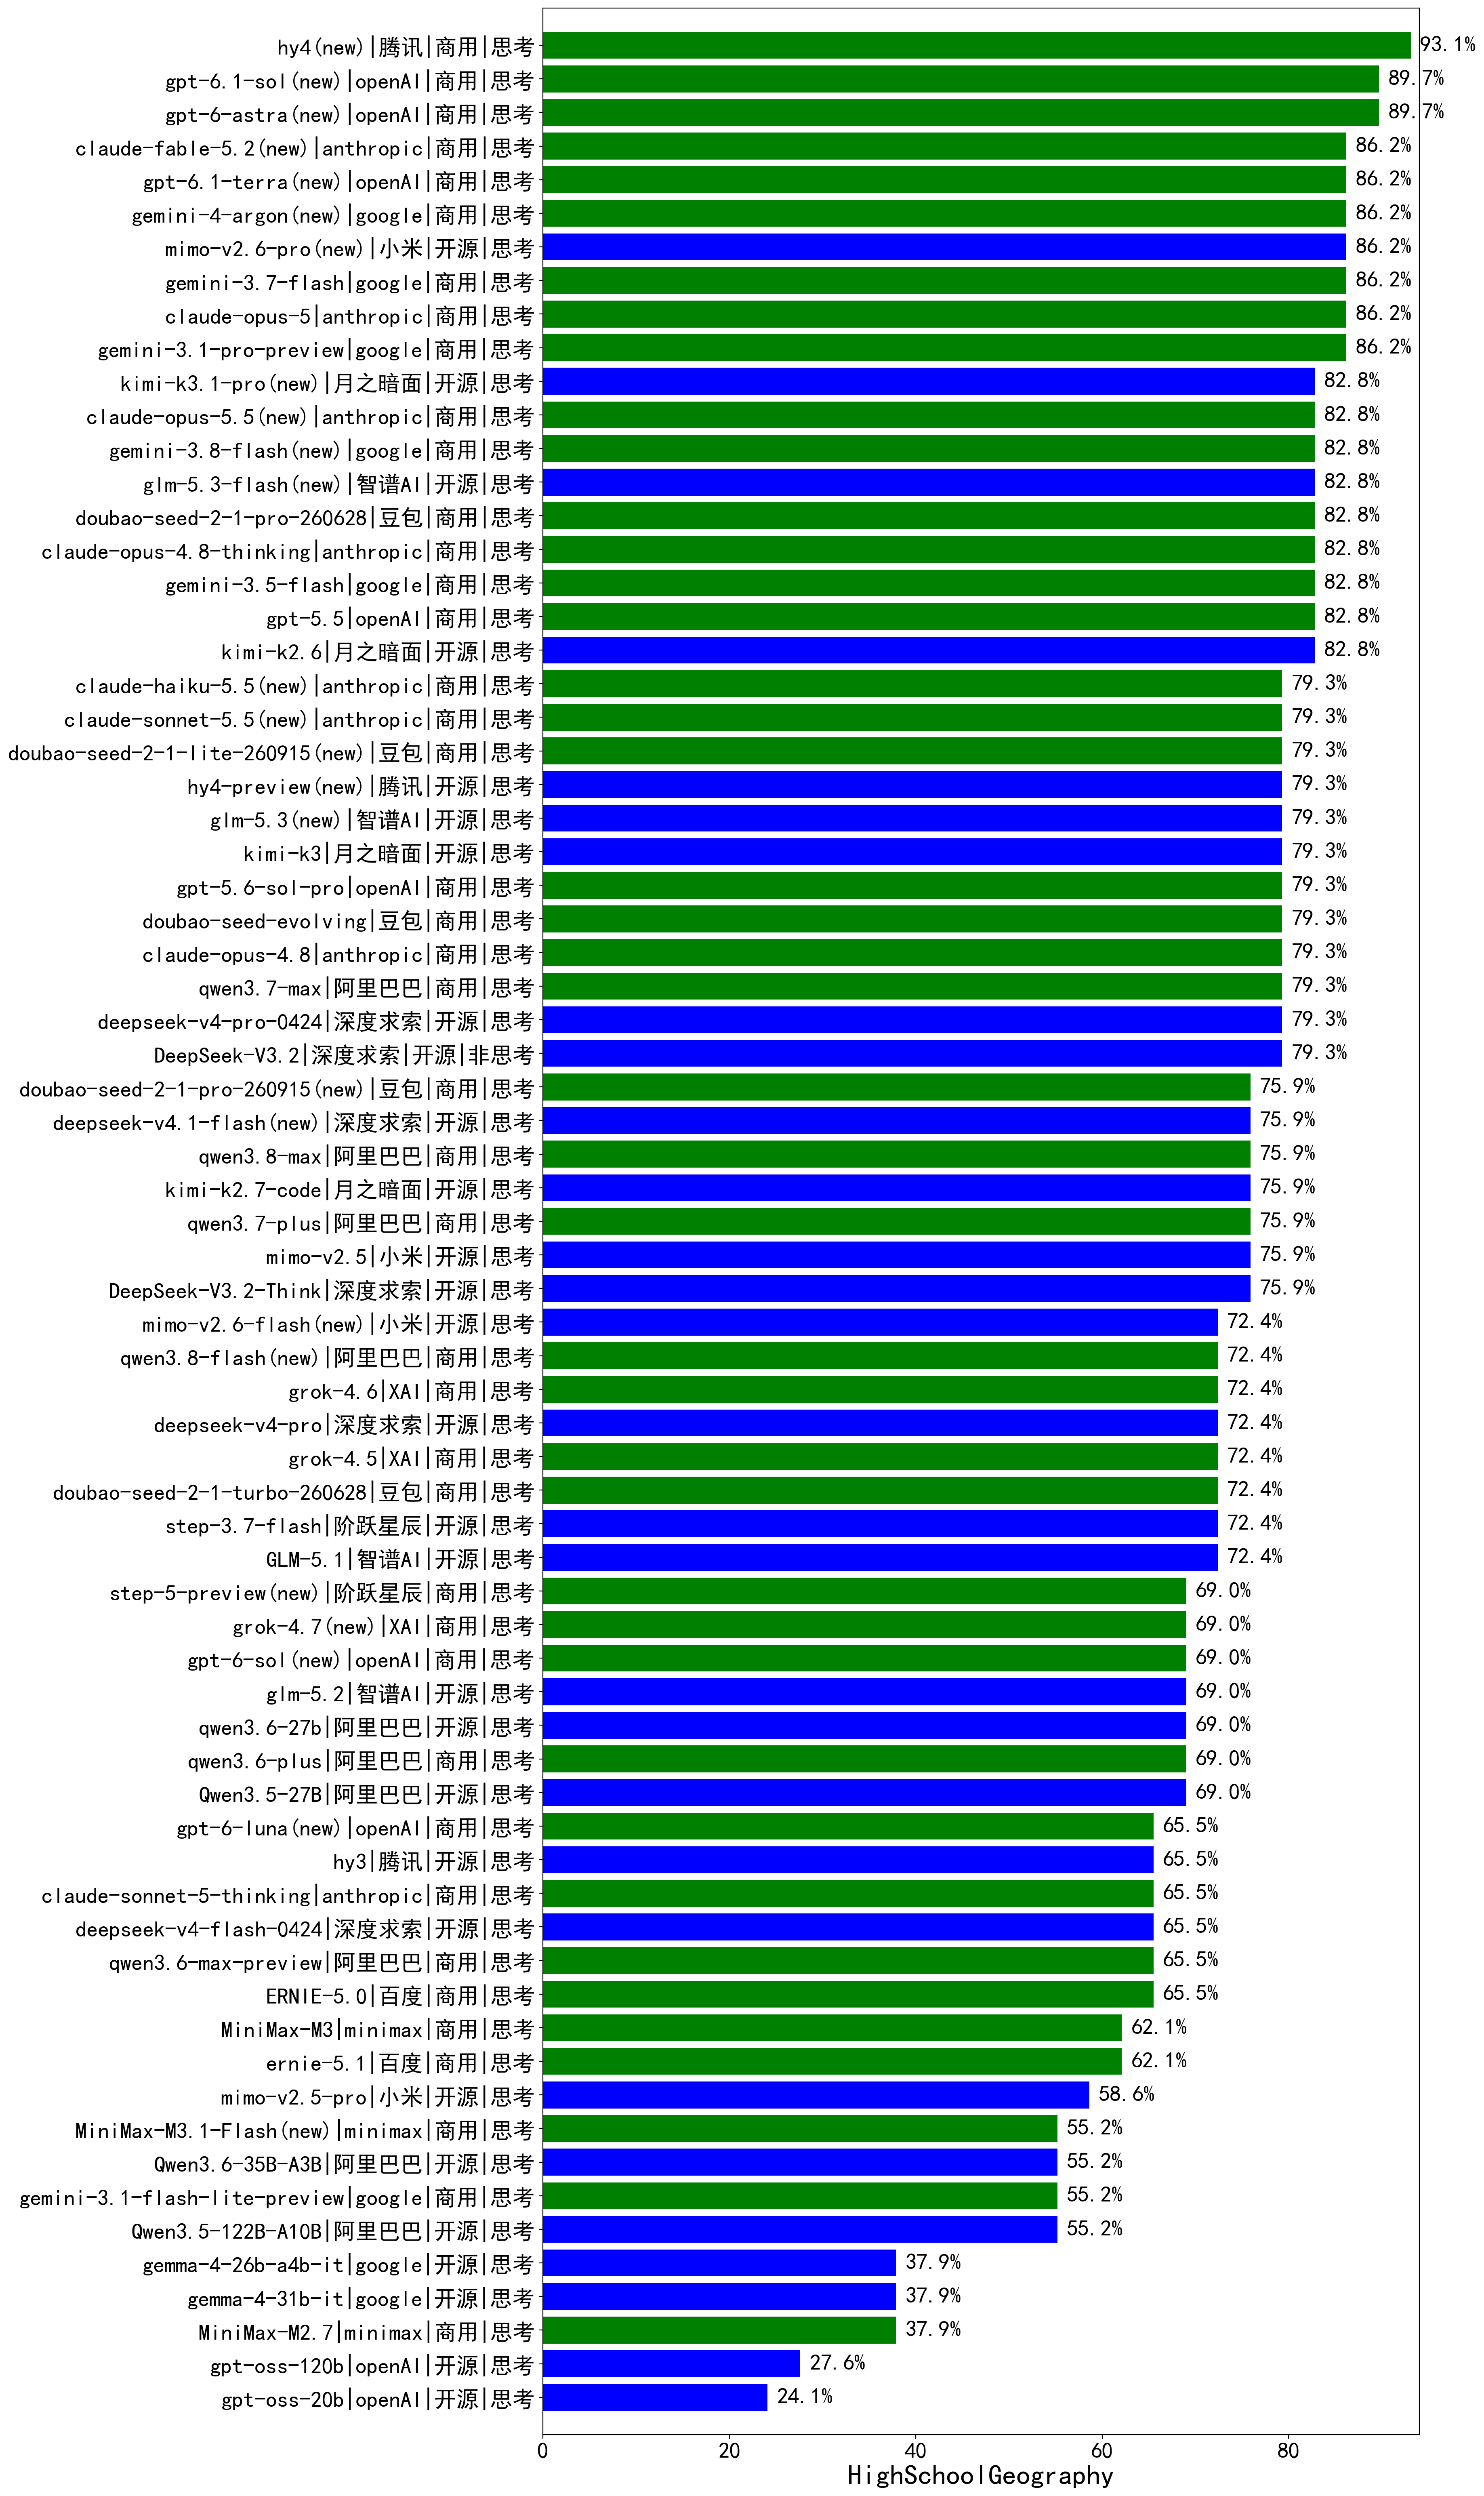 hy4(new)|腾讯|商用|思考 93.1%
gpt-6.1-sol(new)|openAI|商用|思考 89.7%
gpt-6-astra(new)|openAI|商用|思考 89.7%
claude-fable-5.2(new)|anthropic|商用|思考 86.2%
gpt-6.1-terra(new)|openAI|商用|思考 86.2%
gemini-4-argon(new)|google|商用|思考 86.2%
mimo-v2.6-pro(new)|小米|开源|思考 86.2%
gemini-3.7-flash|google|商用|思考 86.2%
claude-opus-5|anthropic|商用|思考 86.2%
gemini-3.1-pro-preview|google|商用|思考 86.2%
kimi-k3.1-pro(new)|月之暗面|开源|思考 82.8%
claude-opus-5.5(new)|anthropic|商用|思考 82.8%
gemini-3.8-flash(new)|google|商用|思考 82.8%
glm-5.3-flash(new)|智谱AI|开源|思考 82.8%
doubao-seed-2-1-pro-260628|豆包|商用|思考 82.8%
claude-opus-4.8-thinking|anthropic|商用|思考 82.8%
gemini-3.5-flash|google|商用|思考 82.8%
gpt-5.5|openAI|商用|思考 82.8%
kimi-k2.6|月之暗面|开源|思考 82.8%
claude-haiku-5.5(new)|anthropic|商用|思考 79.3%
claude-sonnet-5.5(new)|anthropic|商用|思考 79.3%
doubao-seed-2-1-lite-260915(new)|豆包|商用|思考 79.3%
hy4-preview(new)|腾讯|开源|思考 79.3%
glm-5.3(new)|智谱AI|开源|思考 79.3%
kimi-k3|月之暗面|开源|思考 79.3%
gpt-5.6-sol-pro|openAI|商用|思考 79.3%
doubao-seed-evolving|豆包|商用|思考 79.3%
claude-opus-4.8|anthropic|商用|思考 79.3%
qwen3.7-max|阿里巴巴|商用|思考 79.3%
deepseek-v4-pro-0424|深度求索|开源|思考 79.3%
DeepSeek-V3.2|深度求索|开源|非思考 79.3%
doubao-seed-2-1-pro-260915(new)|豆包|商用|思考 75.9%
deepseek-v4.1-flash(new)|深度求索|开源|思考 75.9%
qwen3.8-max|阿里巴巴|商用|思考 75.9%
kimi-k2.7-code|月之暗面|开源|思考 75.9%
qwen3.7-plus|阿里巴巴|商用|思考 75.9%
mimo-v2.5|小米|开源|思考 75.9%
DeepSeek-V3.2-Think|深度求索|开源|思考 75.9%
mimo-v2.6-flash(new)|小米|开源|思考 72.4%
qwen3.8-flash(new)|阿里巴巴|商用|思考 72.4%
grok-4.6|XAI|商用|思考 72.4%
deepseek-v4-pro|深度求索|开源|思考 72.4%
grok-4.5|XAI|商用|思考 72.4%
doubao-seed-2-1-turbo-260628|豆包|商用|思考 72.4%
step-3.7-flash|阶跃星辰|开源|思考 72.4%
GLM-5.1|智谱AI|开源|思考 72.4%
step-5-preview(new)|阶跃星辰|商用|思考 69.0%
grok-4.7(new)|XAI|商用|思考 69.0%
gpt-6-sol(new)|openAI|商用|思考 69.0%
glm-5.2|智谱AI|开源|思考 69.0%
qwen3.6-27b|阿里巴巴|开源|思考 69.0%
qwen3.6-plus|阿里巴巴|商用|思考 69.0%
Qwen3.5-27B|阿里巴巴|开源|思考 69.0%
gpt-6-luna(new)|openAI|商用|思考 65.5%
hy3|腾讯|开源|思考 65.5%
claude-sonnet-5-thinking|anthropic|商用|思考 65.5%
deepseek-v4-flash-0424|深度求索|开源|思考 65.5%
qwen3.6-max-preview|阿里巴巴|商用|思考 65.5%
ERNIE-5.0|百度|商用|思考 65.5%
MiniMax-M3|minimax|商用|思考 62.1%
ernie-5.1|百度|商用|思考 62.1%
mimo-v2.5-pro|小米|开源|思考 58.6%
MiniMax-M3.1-Flash(new)|minimax|商用|思考 55.2%
Qwen3.6-35B-A3B|阿里巴巴|开源|思考 55.2%
gemini-3.1-flash-lite-preview|google|商用|思考 55.2%
Qwen3.5-122B-A10B|阿里巴巴|开源|思考 55.2%
gemma-4-26b-a4b-it|google|开源|思考 37.9%
gemma-4-31b-it|google|开源|思考 37.9%
MiniMax-M2.7|minimax|商用|思考 37.9%
gpt-oss-120b|openAI|开源|思考 27.6%
gpt-oss-20b|openAI|开源|思考 24.1%
0 20 40 60 80
HighSchoolGeography